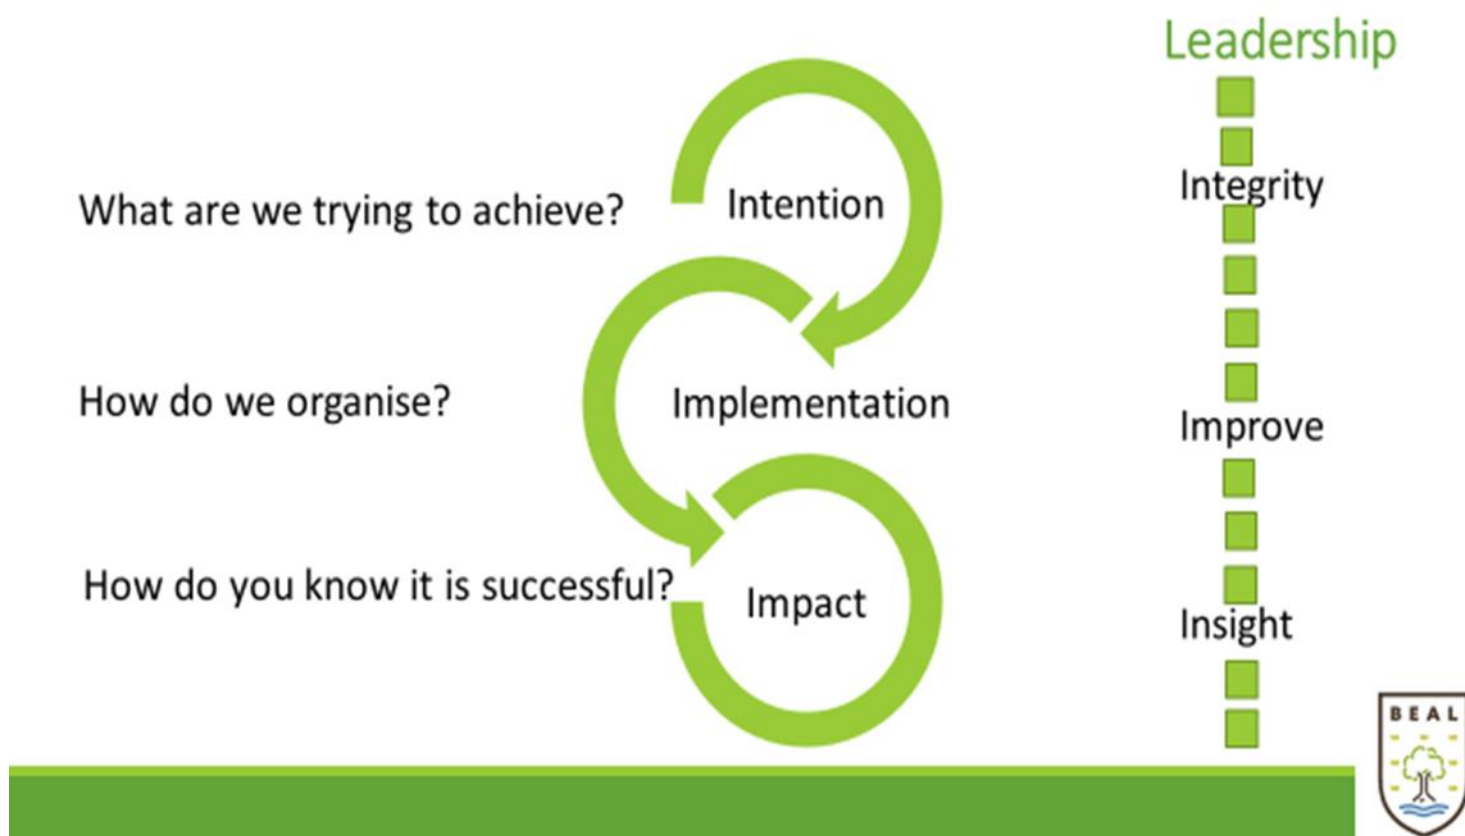 Leadership
What are we trying to achieve?
Intention
Integrity
How do we organise?
Implementation
Improve
How do you know it is successful?
Impact
Insight
BEAL